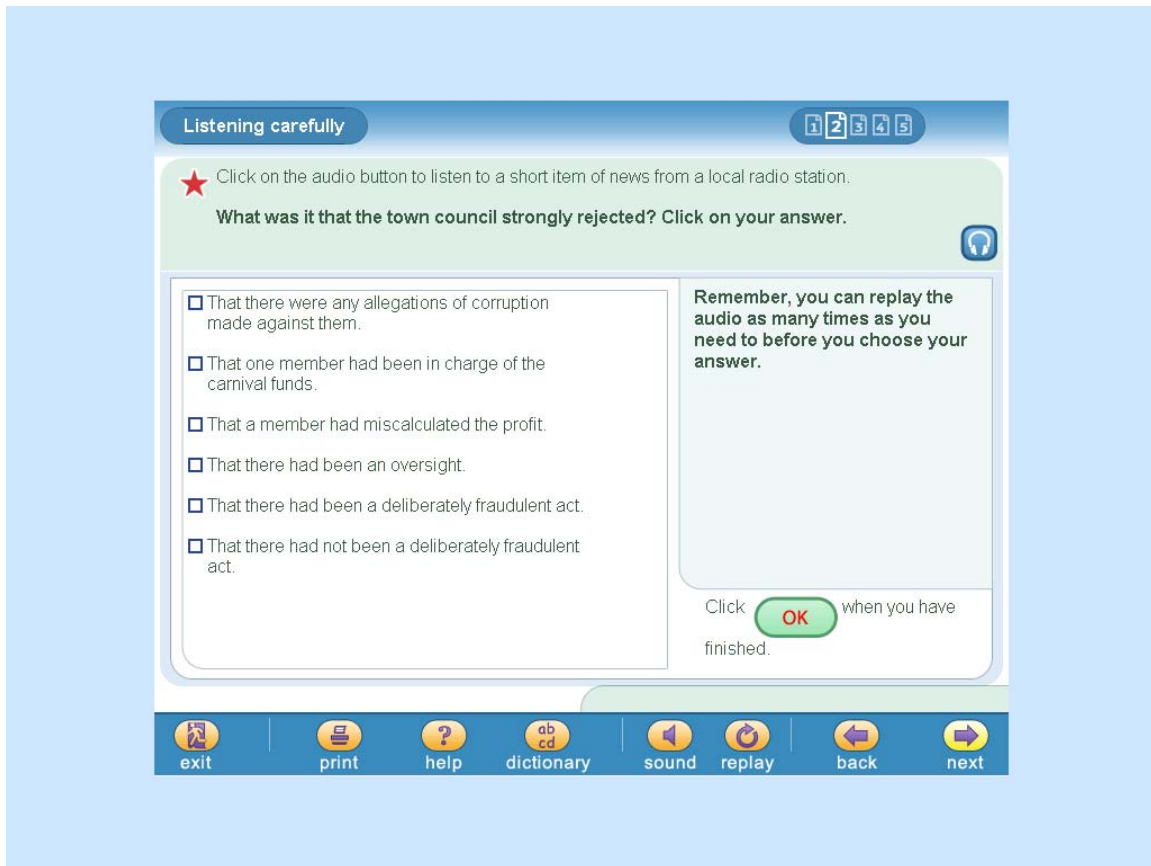 Listening carefully
1 2 3 4 5
Click on the audio button to listen to a short item of news from a local radio station.
What was it that the town council strongly rejected? Click on your answer.
That there were any allegations of corruption
made against them.
That one member had been in charge of the
carnival funds.
That a member had miscalculated the profit.
That there had been an oversight.
That there had been a deliberately fraudulent act.
That there had not been a deliberately fraudulent
act.
Remember, you can replay the
audio as many times as you
need to before you choose your
answer.
Click OK when you have
finished.
?
ab
cd
exit print help dictionary sound replay back next